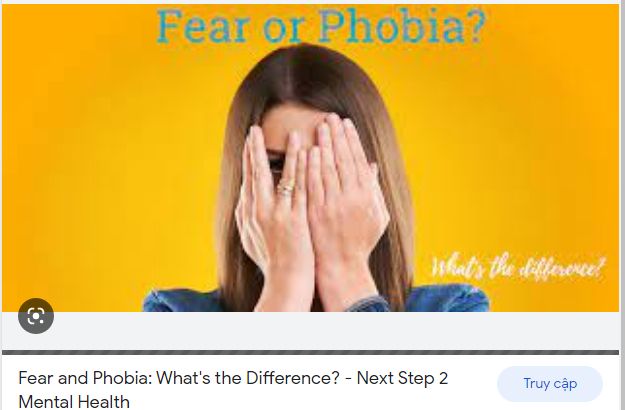 Fear or Phobia?
What's the difference?
Fear and Phobia: What's the Difference? - Next Step 2
Mental Health
Truy cập